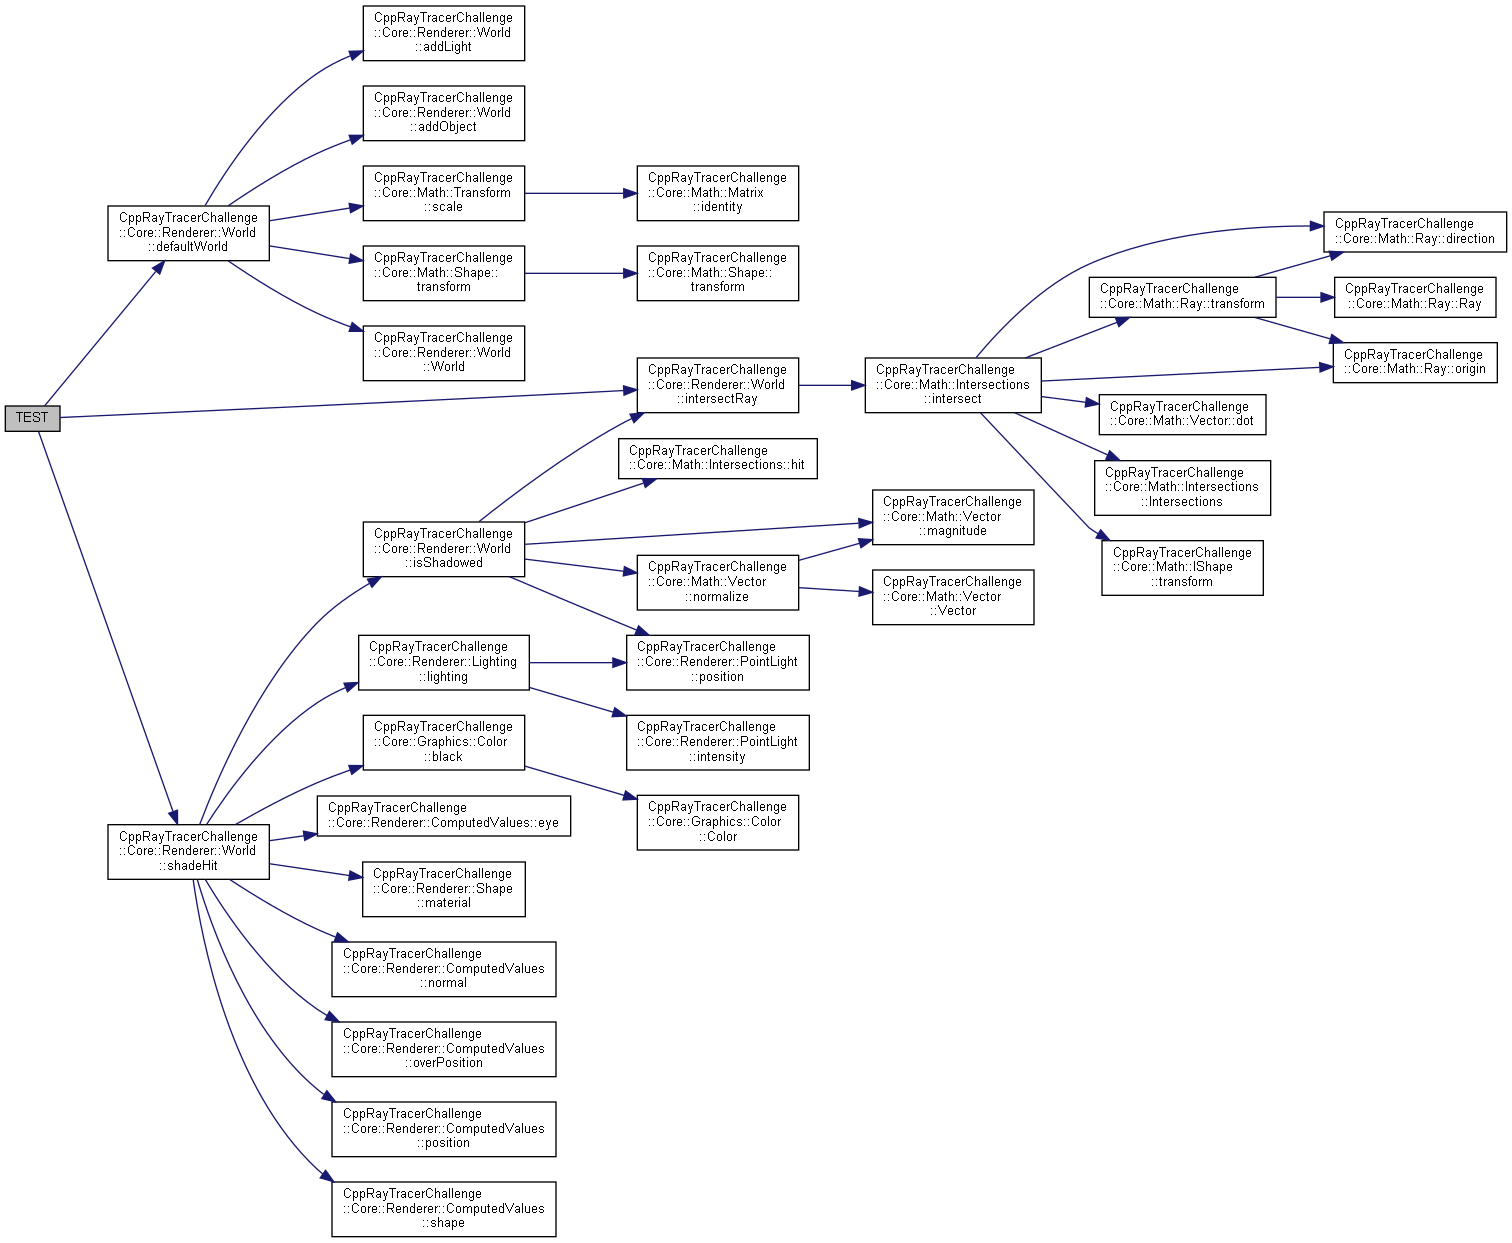 CppRayTracerChallenge
::Core::Renderer::World
::addLight
CppRayTracerChallenge
::Core::Renderer::World
::addObject
CppRayTracerChallenge
::Core::Math::Transform
::scale
CppRayTracerChallenge
::Core::Math::Matrix
::identity
CppRayTracerChallenge
::Core::Renderer::World
::defaultWorld
CppRayTracerChallenge
::Core::Math::Shape::
transform
CppRayTracerChallenge
::Core::Math::Shape::
transform
CppRayTracerChallenge
::Core::Renderer::World
::World
CppRayTracerChallenge
::Core::Math::Ray::direction
CppRayTracerChallenge
::Core::Math::Ray::transform
CppRayTracerChallenge
::Core::Math::Ray::Ray
CppRayTracerChallenge
::Core::Math::Ray::origin
TEST
CppRayTracerChallenge
::Core::Renderer::World
::intersectRay
CppRayTracerChallenge
::Core::Math::Intersections
::intersect
CppRayTracerChallenge
::Core::Math::Vector::dot
CppRayTracerChallenge
::Core::Math::Intersections::hit
CppRayTracerChallenge
::Core::Math::Intersections
::Intersections
CppRayTracerChallenge
::Core::Renderer::World
::isShadowed
CppRayTracerChallenge
::Core::Math::Vector
::magnitude
CppRayTracerChallenge
::Core::Math::IShape
::transform
CppRayTracerChallenge
::Core::Math::Vector
::normalize
CppRayTracerChallenge
::Core::Math::Vector
::Vector
CppRayTracerChallenge
::Core::Renderer::Lighting
::lighting
CppRayTracerChallenge
::Core::Renderer::PointLight
::position
CppRayTracerChallenge
::Core::Renderer::PointLight
::intensity
CppRayTracerChallenge
::Core::Graphics::Color
::black
CppRayTracerChallenge
::Core::Graphics::Color
::Color
CppRayTracerChallenge
::Core::Renderer::ComputedValues::eye
CppRayTracerChallenge
::Core::Renderer::World
::shadeHit
CppRayTracerChallenge
::Core::Renderer::Shape
::material
CppRayTracerChallenge
::Core::Renderer::ComputedValues
::normal
CppRayTracerChallenge
::Core::Renderer::ComputedValues
::overPosition
CppRayTracerChallenge
::Core::Renderer::ComputedValues
::position
CppRayTracerChallenge
::Core::Renderer::ComputedValues
::shape